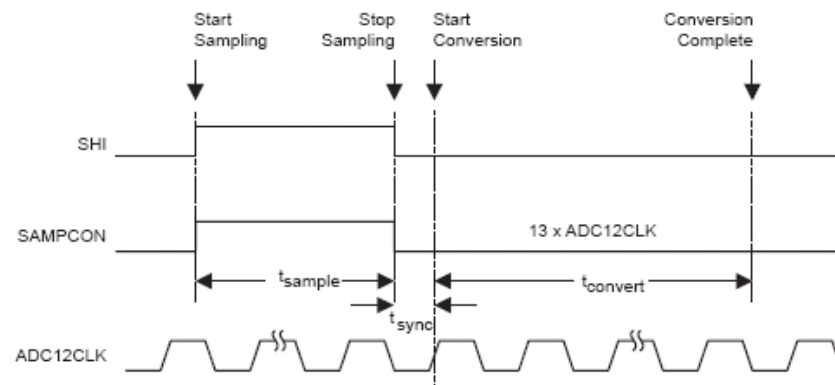 Start Sampling
Stop Sampling
Start Conversion
Conversion Complete
SHI
SAMPCON
13 x ADC12CLK
tsample
tconvert
tsync
ADC12CLK